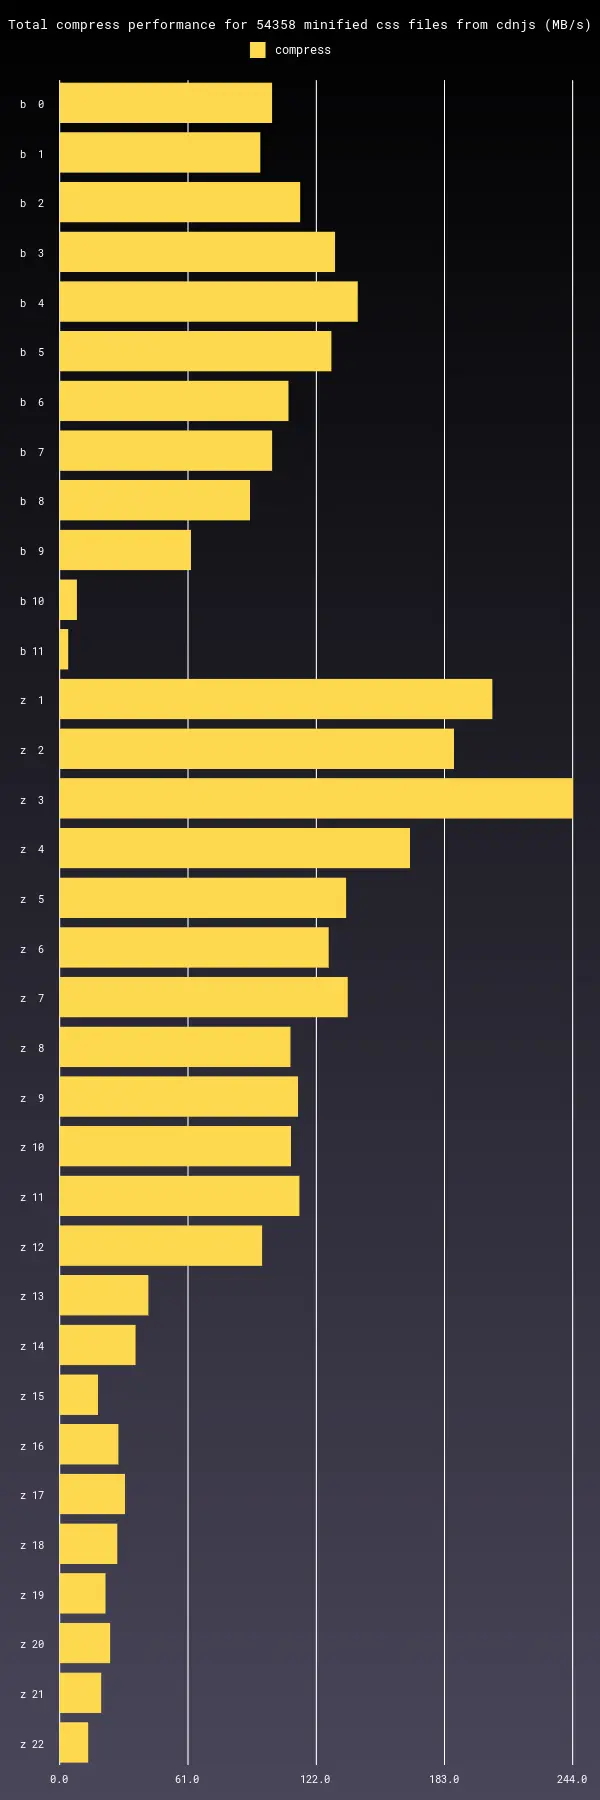 Total compress performance for 54358 minified css files from cdnjs (MB/s)
compress
b 0
b 1
b 2
b 3
b 4
b 5
b 6
b 7
b 8
b 9
b 10
b 11
z 1
z 2
z 3
z 4
z 5
z 6
z 7
z 8
z 9
z 10
z 11
z 12
z 13
z 14
z 15
z 16
z 17
z 18
z 19
z 20
z 21
z 22
0.0 61.0 122.0 183.0 244.0